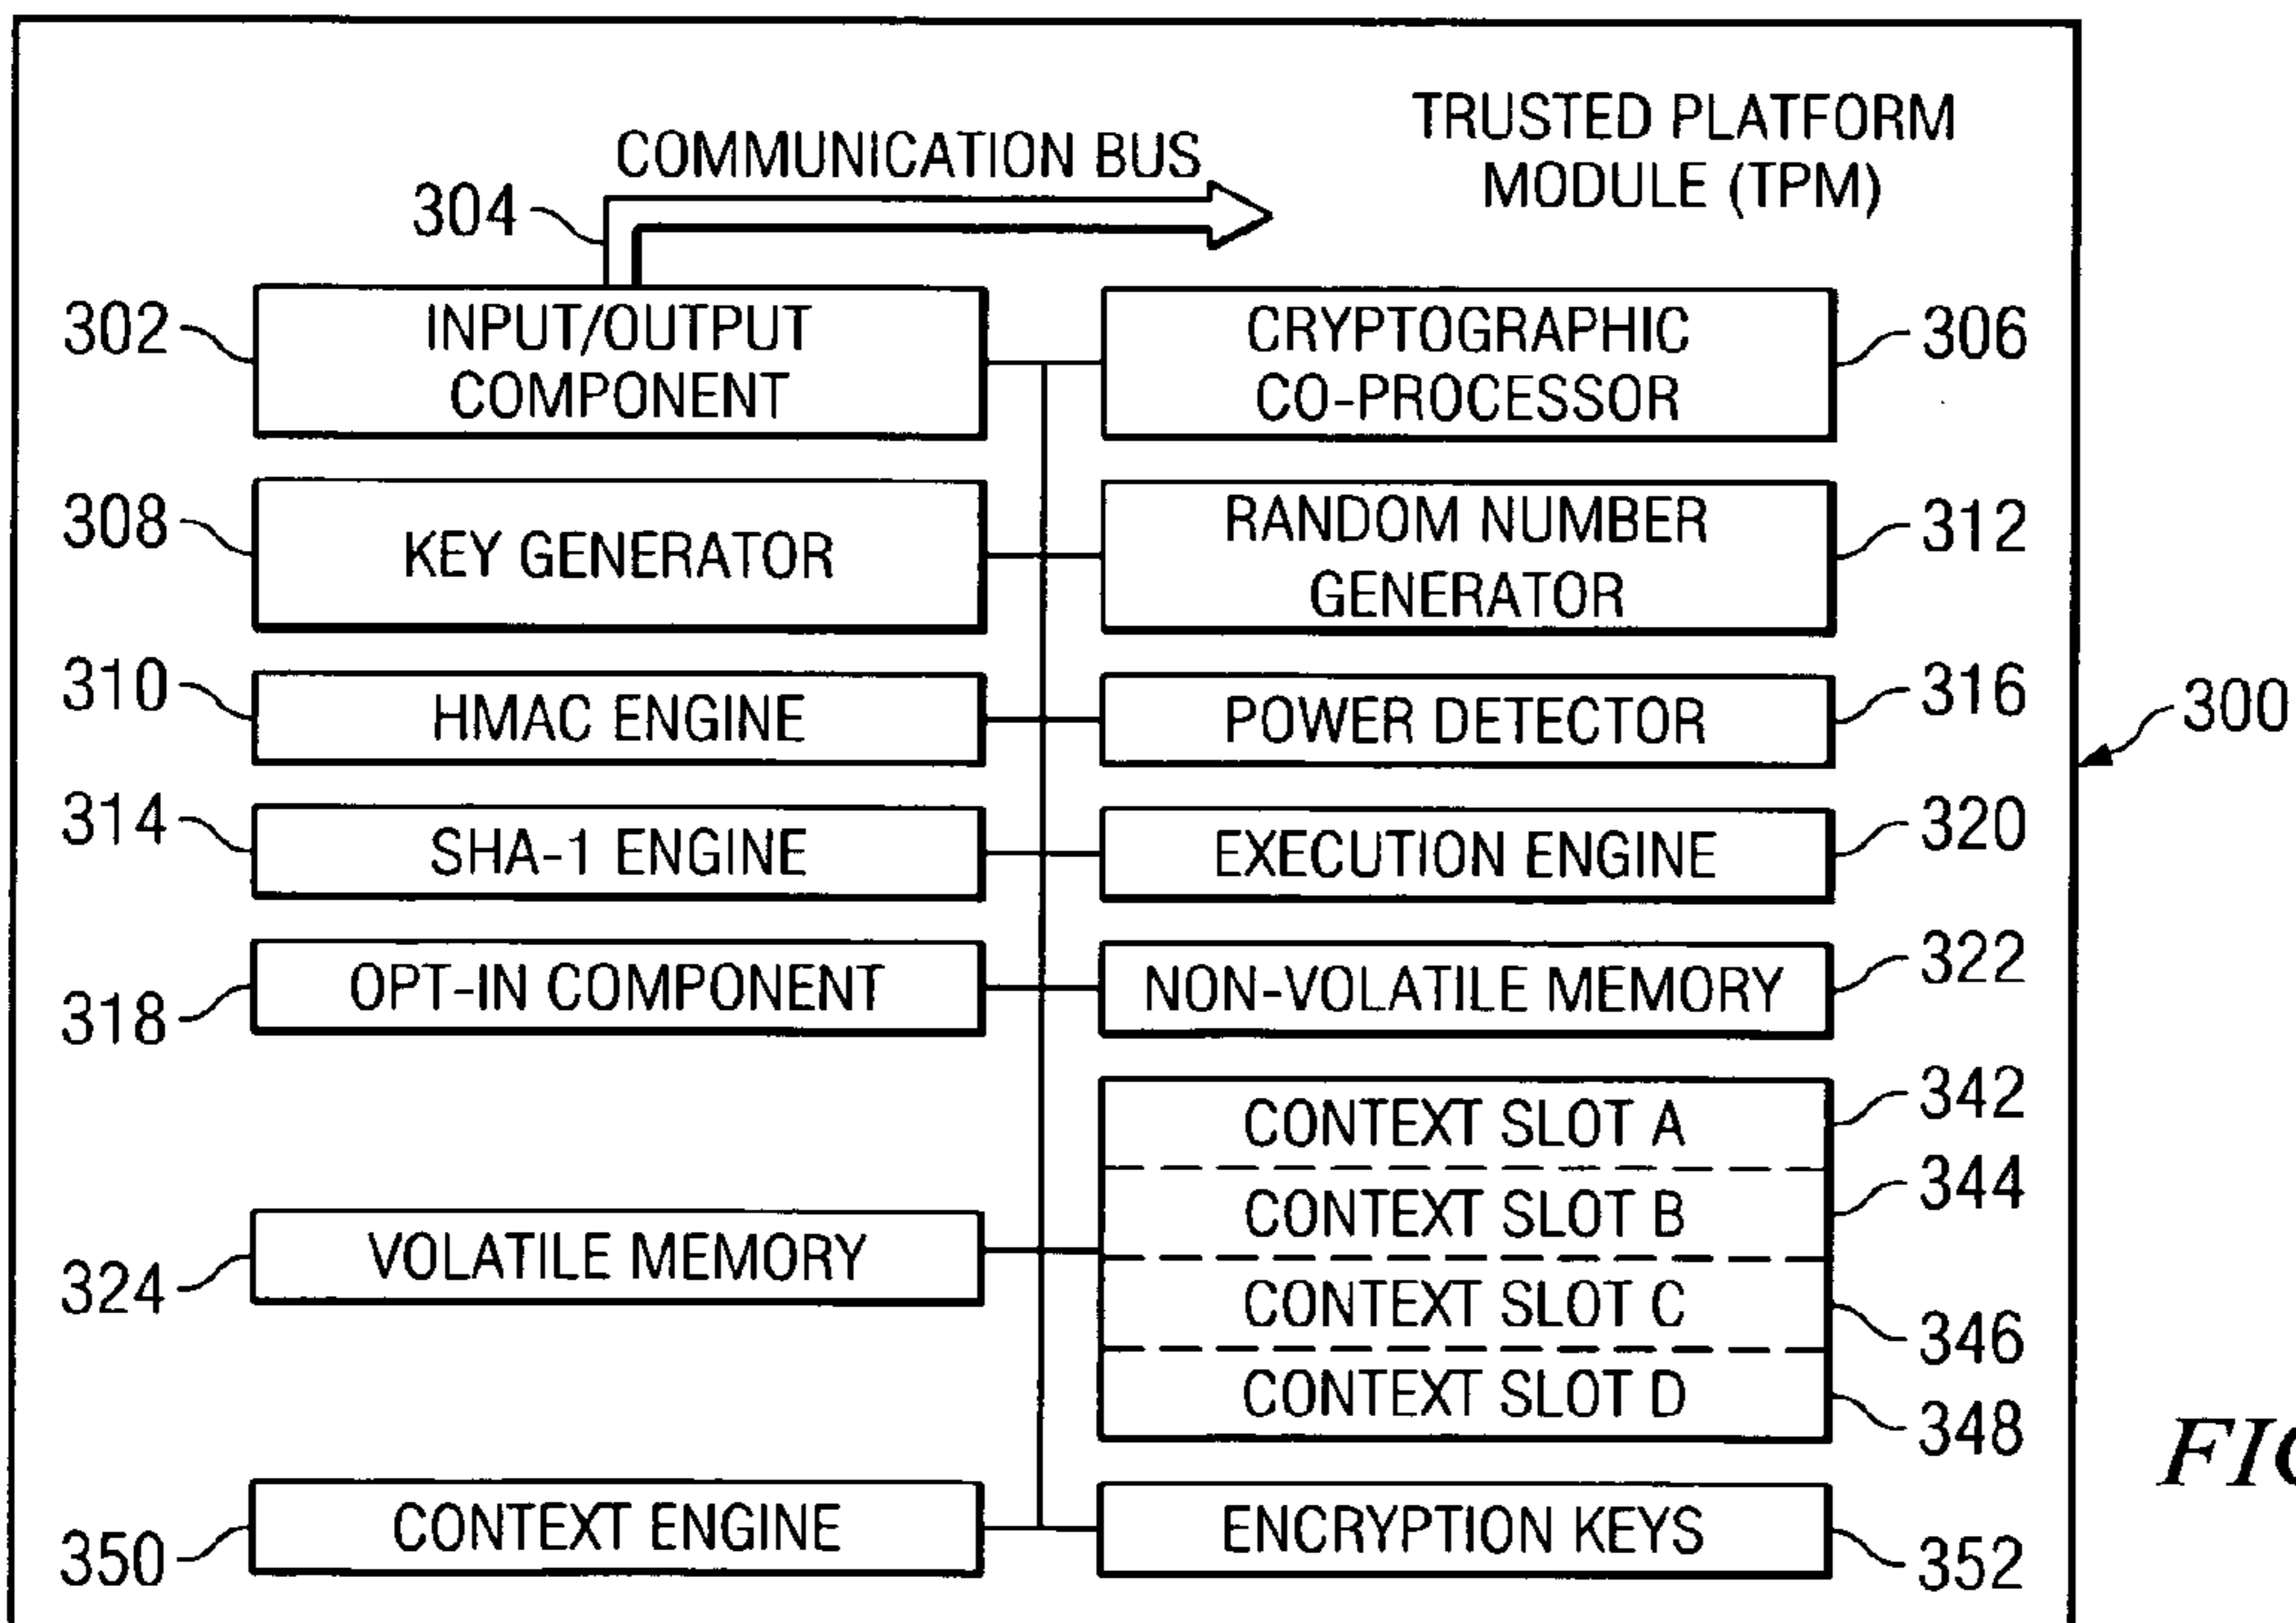 TRUSTED PLATFORM
MODULE (TPM)
COMMUNICATION BUS
304
302
INPUT/OUTPUT
COMPONENT
CRYPTOGRAPHIC
CO-PROCESSOR
306
308
KEY GENERATOR
RANDOM NUMBER
GENERATOR
312
310
HMAC ENGINE
POWER DETECTOR
316
300
314
SHA-1 ENGINE
EXECUTION ENGINE
320
318
OPT-IN COMPONENT
NON-VOLATILE MEMORY
322
CONTEXT SLOT A
342
CONTEXT SLOT B
344
324
VOLATILE MEMORY
CONTEXT SLOT C
346
CONTEXT SLOT D
348
350
CONTEXT ENGINE
ENCRYPTION KEYS
352